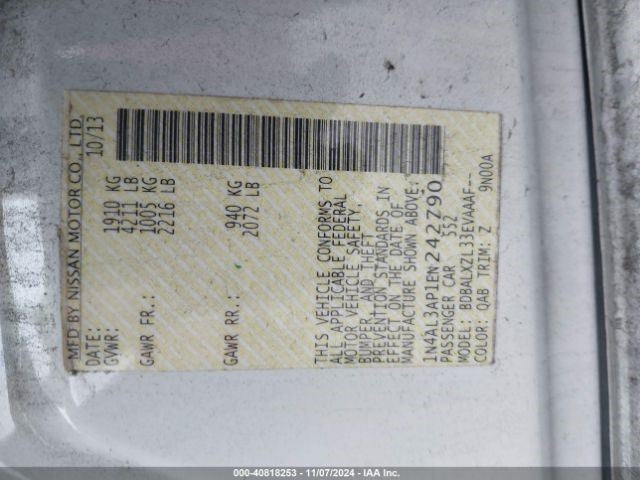 MFD BY NISSAN MOTOR CO., LTD.
DATE: 10/13
GVWR: 1910 KG
4211 LB
GAWR FR.: 1005 KG
2216 LB
GAWR RR.: 940 KG
2072 LB
THIS VEHICLE CONFORMS TO
ALL APPLICABLE FEDERAL
MOTOR VEHICLE SAFETY,
BUMPER, AND THEFT
PREVENTION STANDARDS IN
EFFECT ON THE DATE OF
MANUFACTURE SHOWN ABOVE.
1N4AL3AP1EN242790
PASSENGER CAR 552
MODEL: BDBALXZL33EVAAAF--
COLOR: QAB TRIM: Z 9N00A
000-40818253 - 11/07/2024 - IAA Inc.